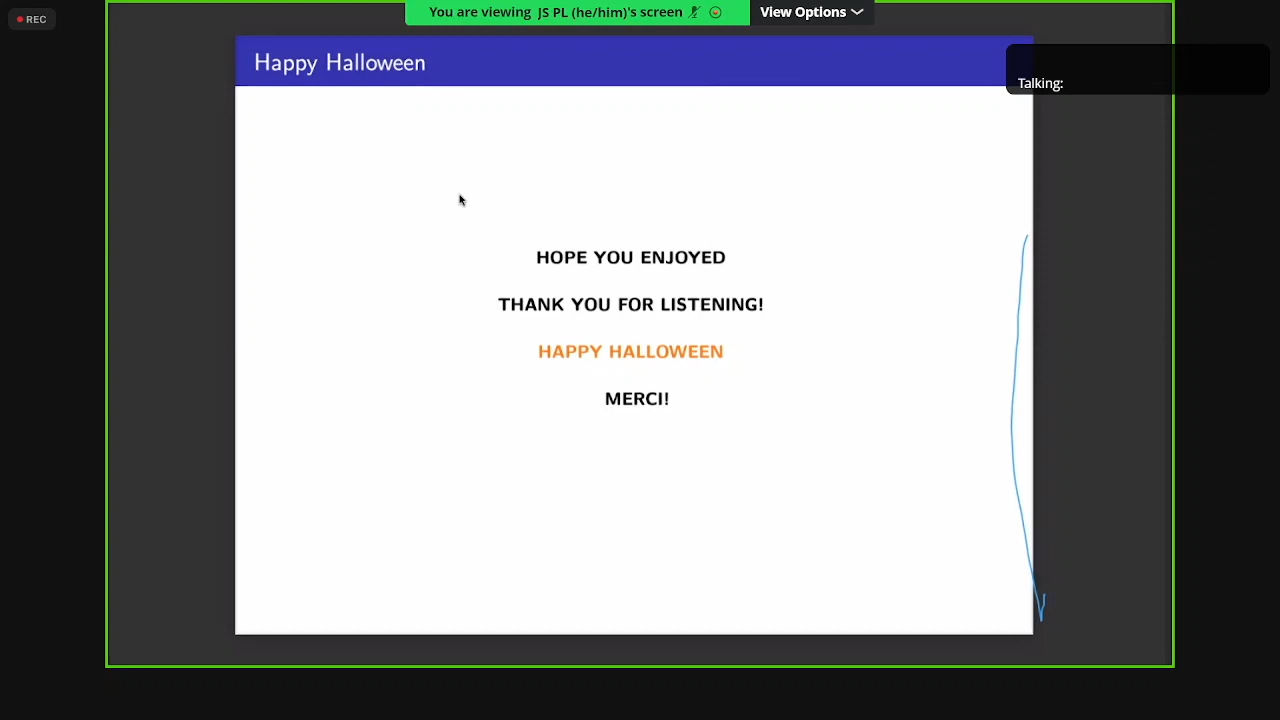 REC
You are viewing JS PL (he/him)'s screen
View Options
Happy Halloween
Talking:
HOPE YOU ENJOYED
THANK YOU FOR LISTENING!
HAPPY HALLOWEEN
MERCI!